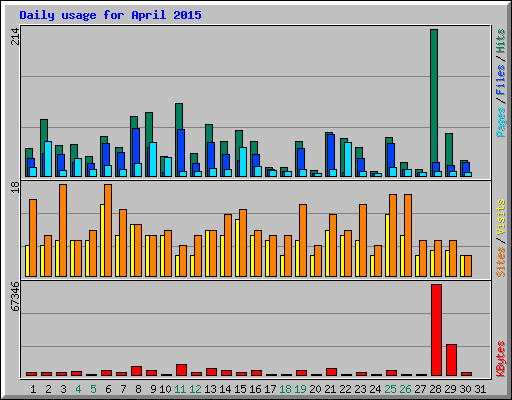 Daily usage for April 2015
214
Pages / Files / Hits
18
Sites / Visits
67346
KBytes
1 2 3 4 5 6 7 8 9 10 11 12 13 14 15 16 17 18 19 20 21 22 23 24 25 26 27 28 29 30 31